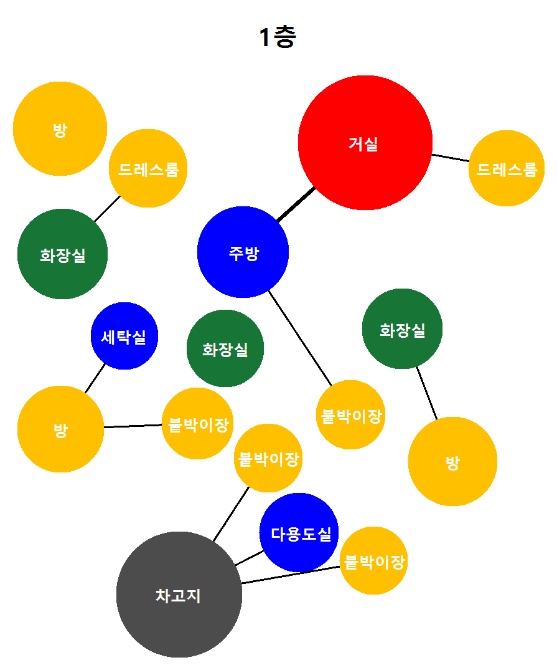 1층
방
거실
드레스룸
드레스룸
화장실
주방
세탁실
화장실
화장실
방
붙박이장
붙박이장
붙박이장
방
다용도실
붙박이장
차고지